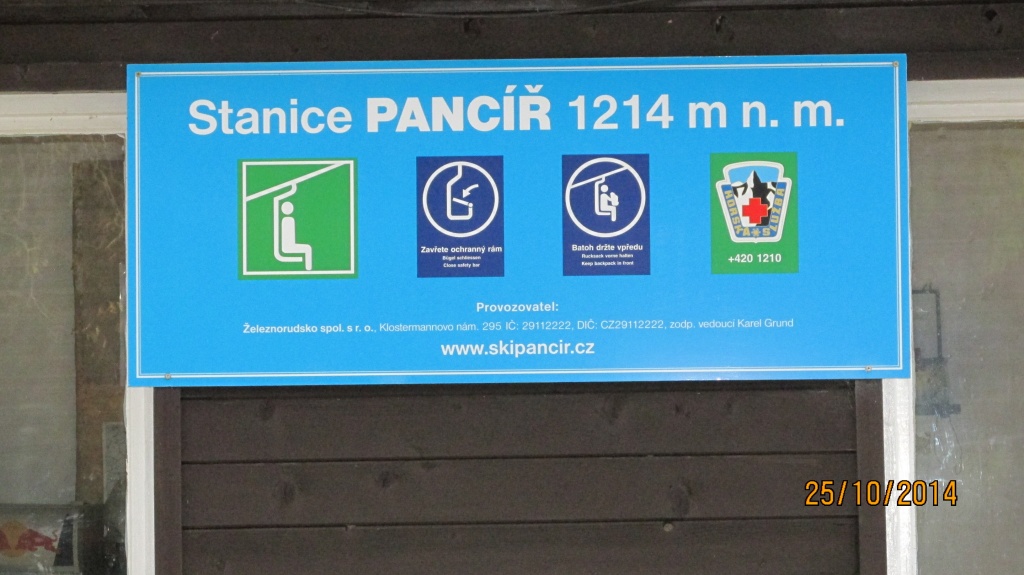 Stanice PANCÍŘ 1214 m n. m.
Zavřete ochranný rám
Bügel schliessen
Close safety bar
Batoh držte vpředu
Rucksack vorne halten
Keep backpack in front
HORSKÁ SLUŽBA
+420 1210
Provozovatel:
Železnorudsko spol. s r. o., Klostermannovo nám. 295 IČ: 29112222, DIČ: CZ29112222, zodp. vedoucí Karel Grund
www.skipancir.cz
25/10/2014